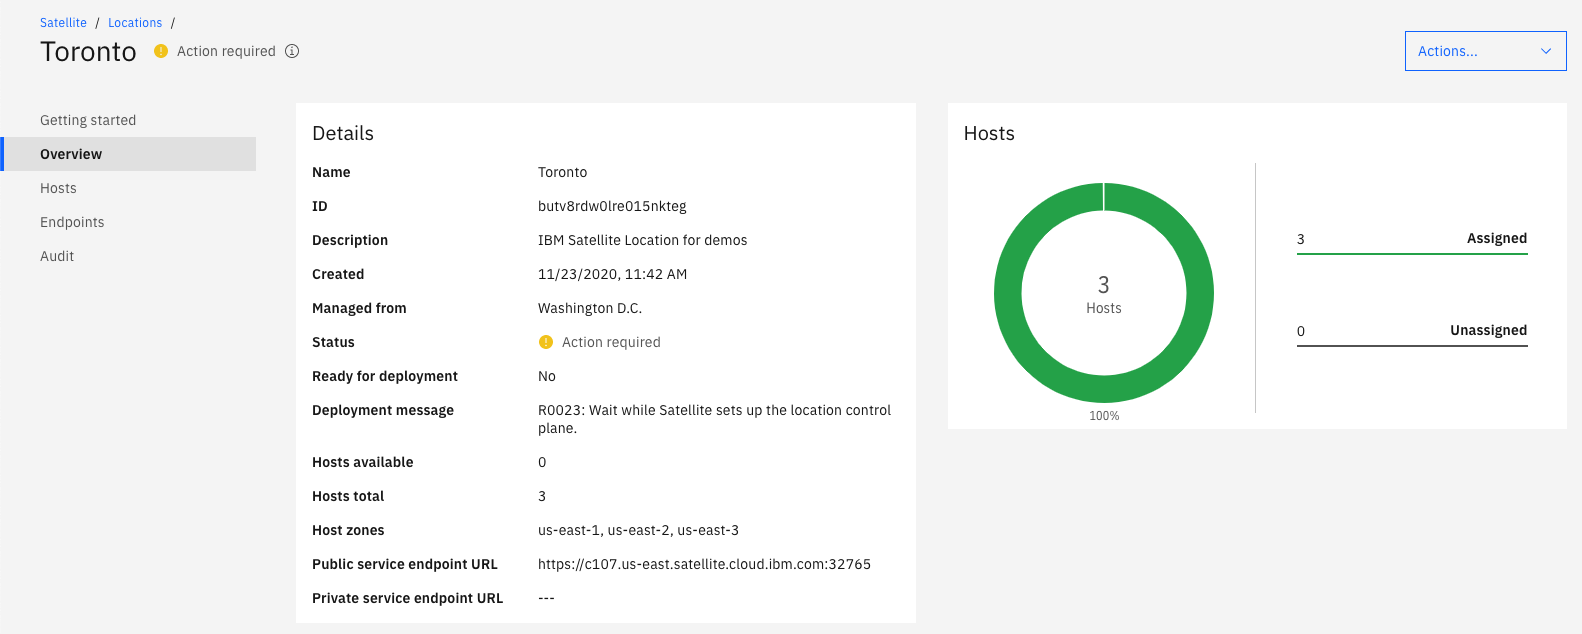 Satellite / Locations /
Toronto Action required
Actions...
Getting started
Overview
Hosts
Endpoints
Audit
Details
Name Toronto
ID butv8rdw0lre015nkteg
Description IBM Satellite Location for demos
Created 11/23/2020, 11:42 AM
Managed from Washington D.C.
Status Action required
Ready for deployment No
Deployment message R0023: Wait while Satellite sets up the location control
plane.
Hosts available 0
Hosts total 3
Host zones us-east-1, us-east-2, us-east-3
Public service endpoint URL https://c107.us-east.satellite.cloud.ibm.com:32765
Private service endpoint URL ---
Hosts
3
Hosts
100%
3 Assigned
0 Unassigned